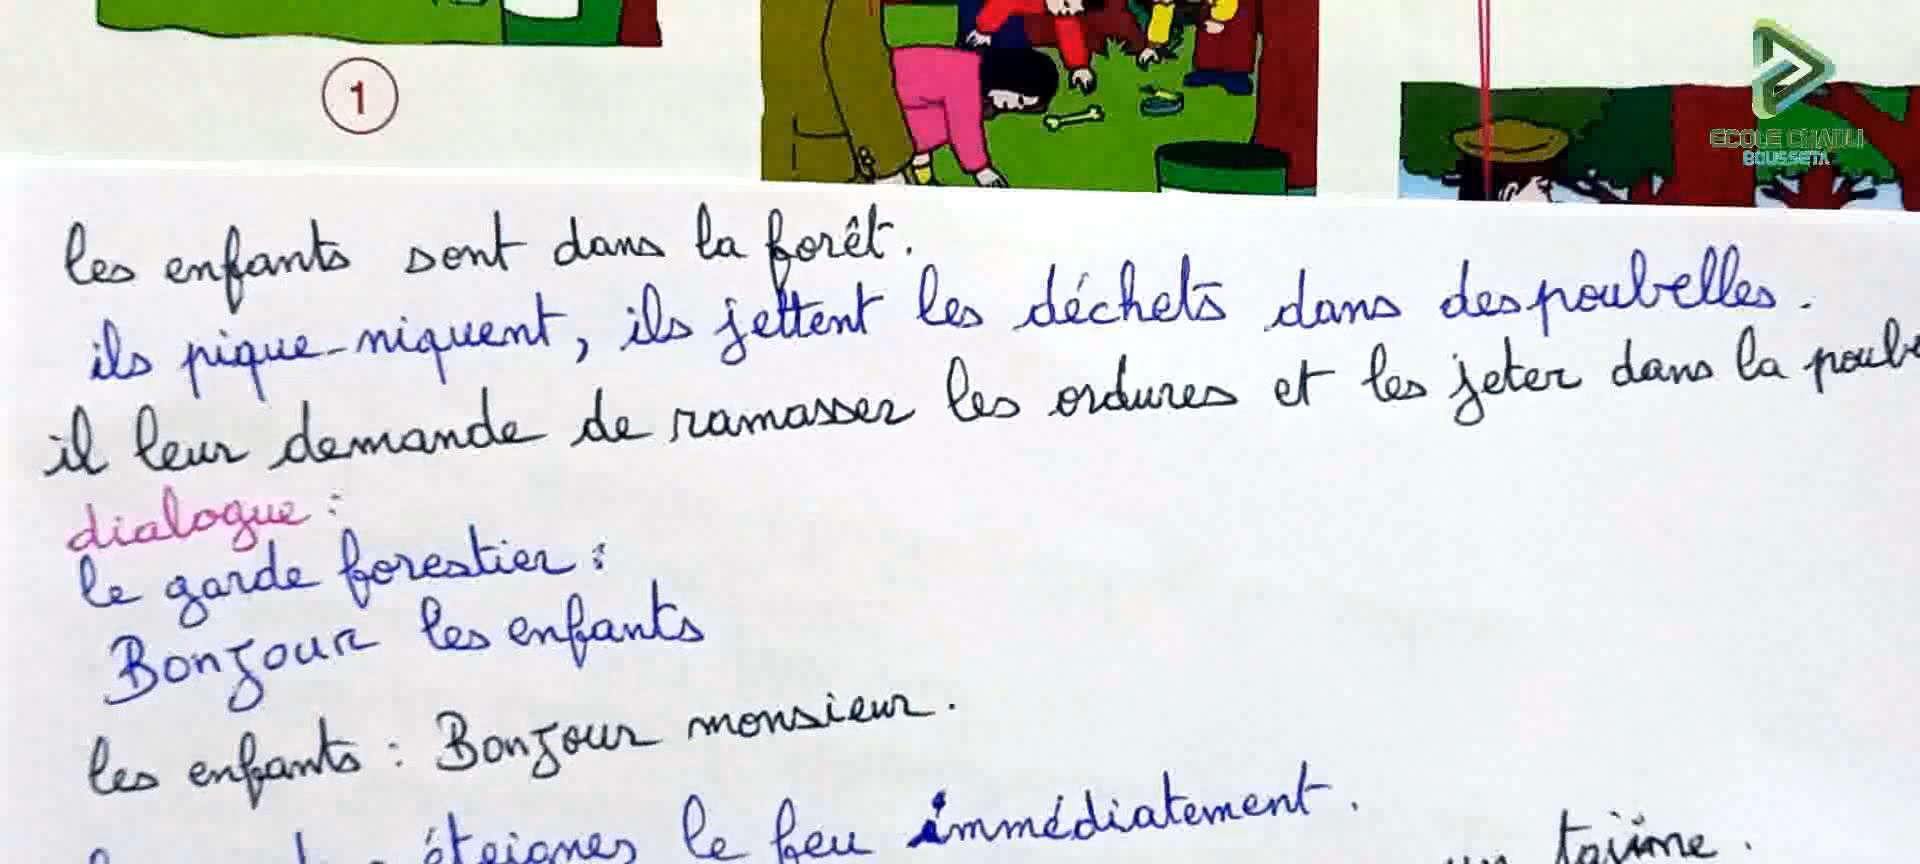 1
ECOLE CHADLI
BOUSSETA
les enfants sont dans la forêt.
ils pique-niquent, ils jettent les déchets dans des poubelles.
il leur demande de ramasser les ordures et les jeter dans la
dialogue :
le garde forestier :
Bonjour les enfants
les enfants : Bonjour monsieur.
le feu immédiatement.